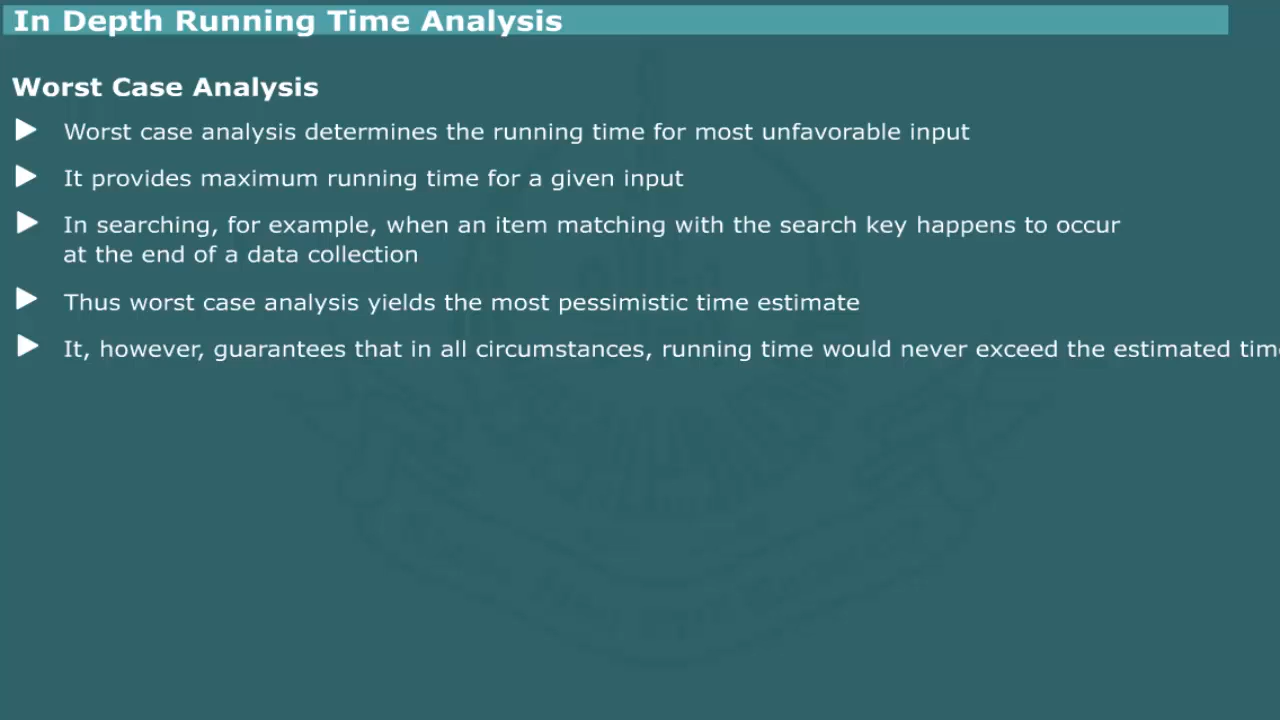 In Depth Running Time Analysis
Worst Case Analysis
Worst case analysis determines the running time for most unfavorable input
It provides maximum running time for a given input
In searching, for example, when an item matching with the search key happens to occur
at the end of a data collection
Thus worst case analysis yields the most pessimistic time estimate
It, however, guarantees that in all circumstances, running time would never exceed the estimated